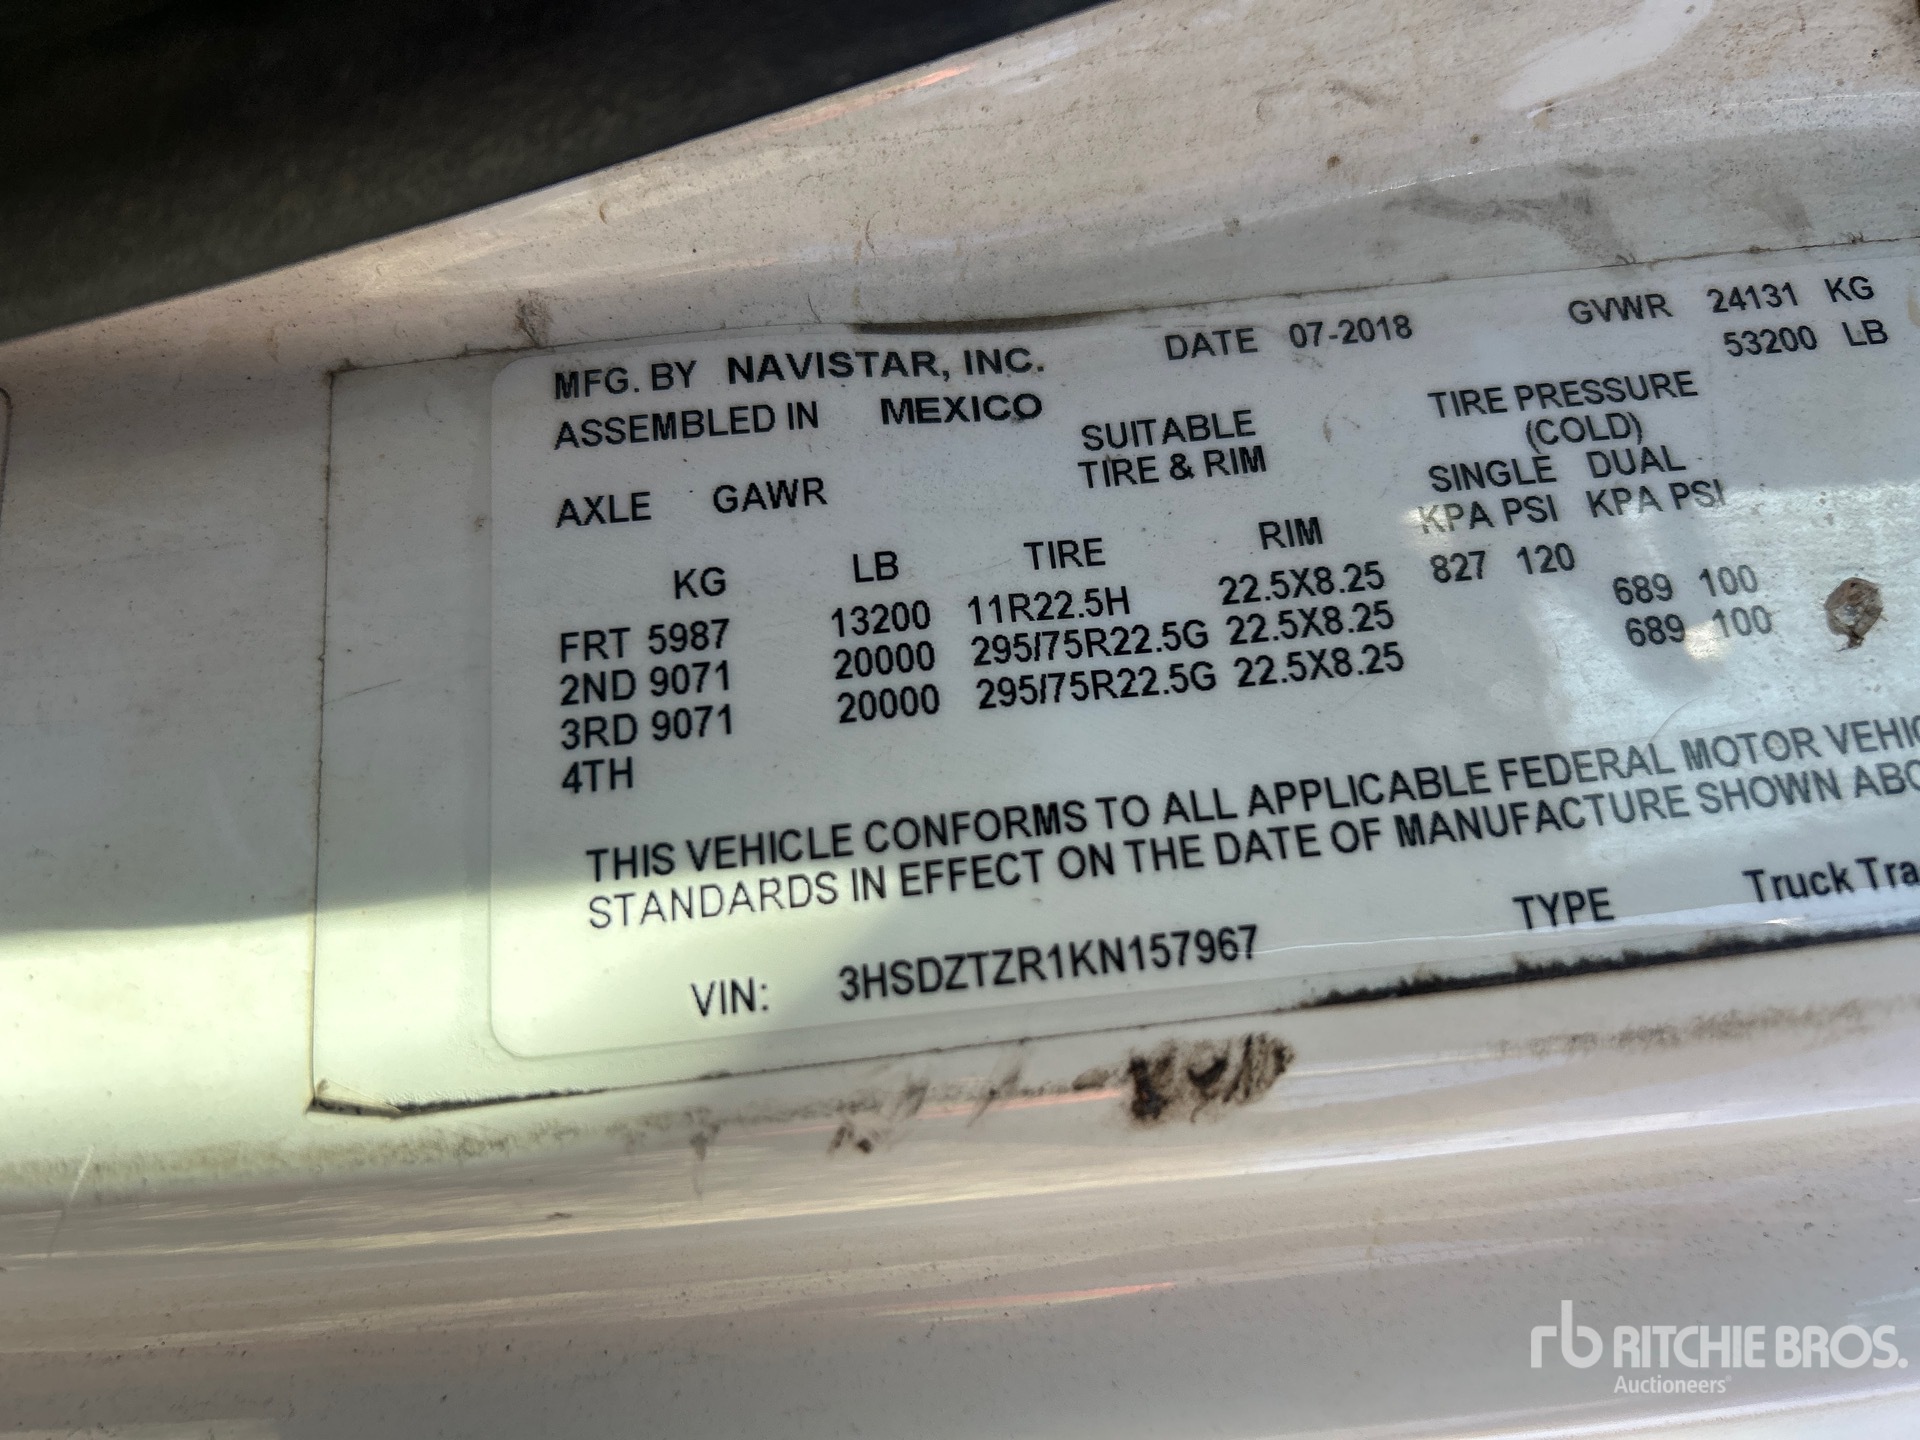 MFG. BY NAVISTAR, INC. DATE 07-2018 GVWR 24131 KG
53200 LB
ASSEMBLED IN MEXICO
SUITABLE TIRE PRESSURE
TIRE & RIM (COLD)
SINGLE DUAL
AXLE GAWR KPA PSI KPA PSI
KG LB TIRE RIM
FRT 5987 13200 11R22.5H 22.5X8.25 827 120
2ND 9071 20000 295/75R22.5G 22.5X8.25 689 100
3RD 9071 20000 295/75R22.5G 22.5X8.25 689 100
4TH
THIS VEHICLE CONFORMS TO ALL APPLICABLE FEDERAL MOTOR VEHIC
STANDARDS IN EFFECT ON THE DATE OF MANUFACTURE SHOWN ABO
VIN: 3HSDZTZR1KN157967 TYPE Truck Tra
rb RITCHIE BROS.
Auctioneers